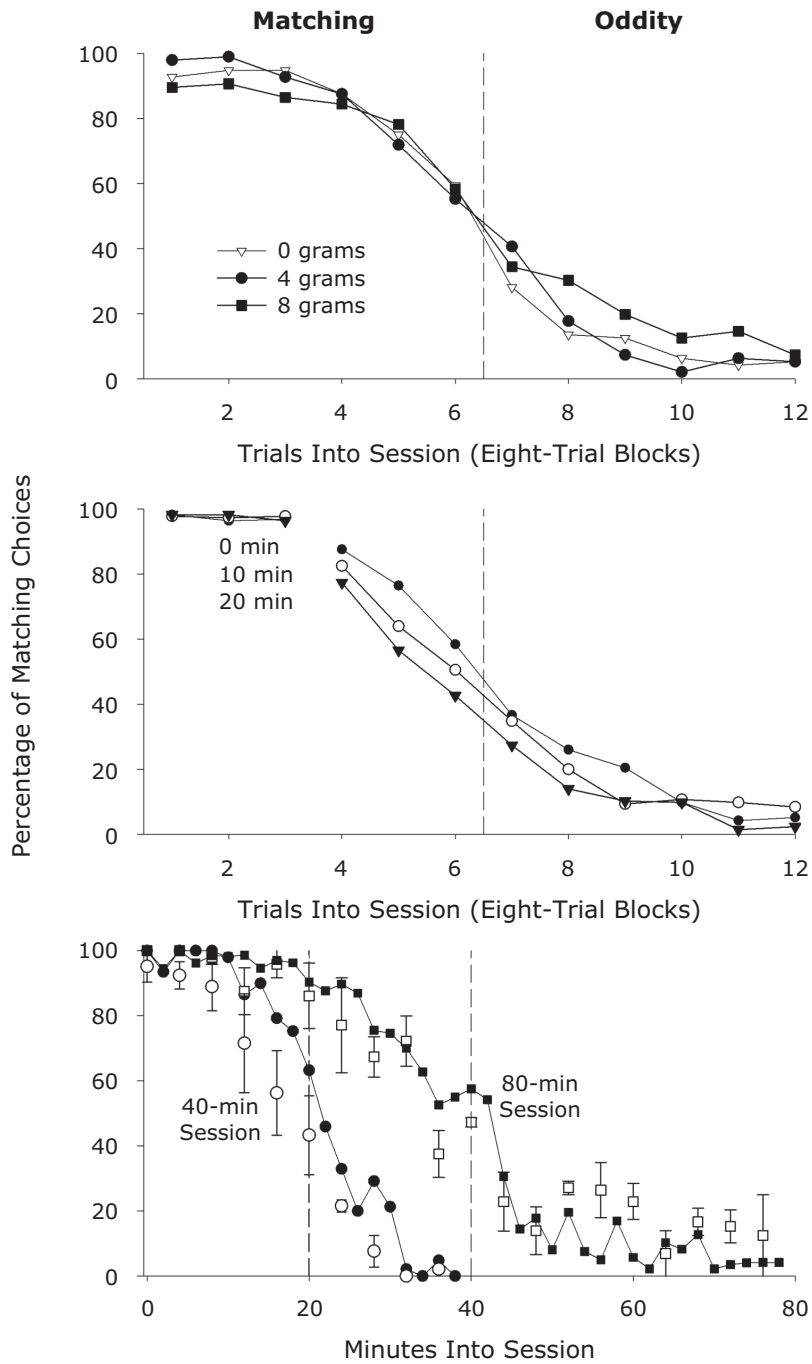 Matching Oddity
100
80
60
40
20
0
0 grams
4 grams
8 grams
2 4 6 8 10 12
Trials Into Session (Eight-Trial Blocks)
Percentage of Matching Choices
100
80
60
40
20
0
0 min
10 min
20 min
2 4 6 8 10 12
Trials Into Session (Eight-Trial Blocks)
100
80
60
40
20
0
40-min
Session
80-min
Session
0 20 40 60 80
Minutes Into Session